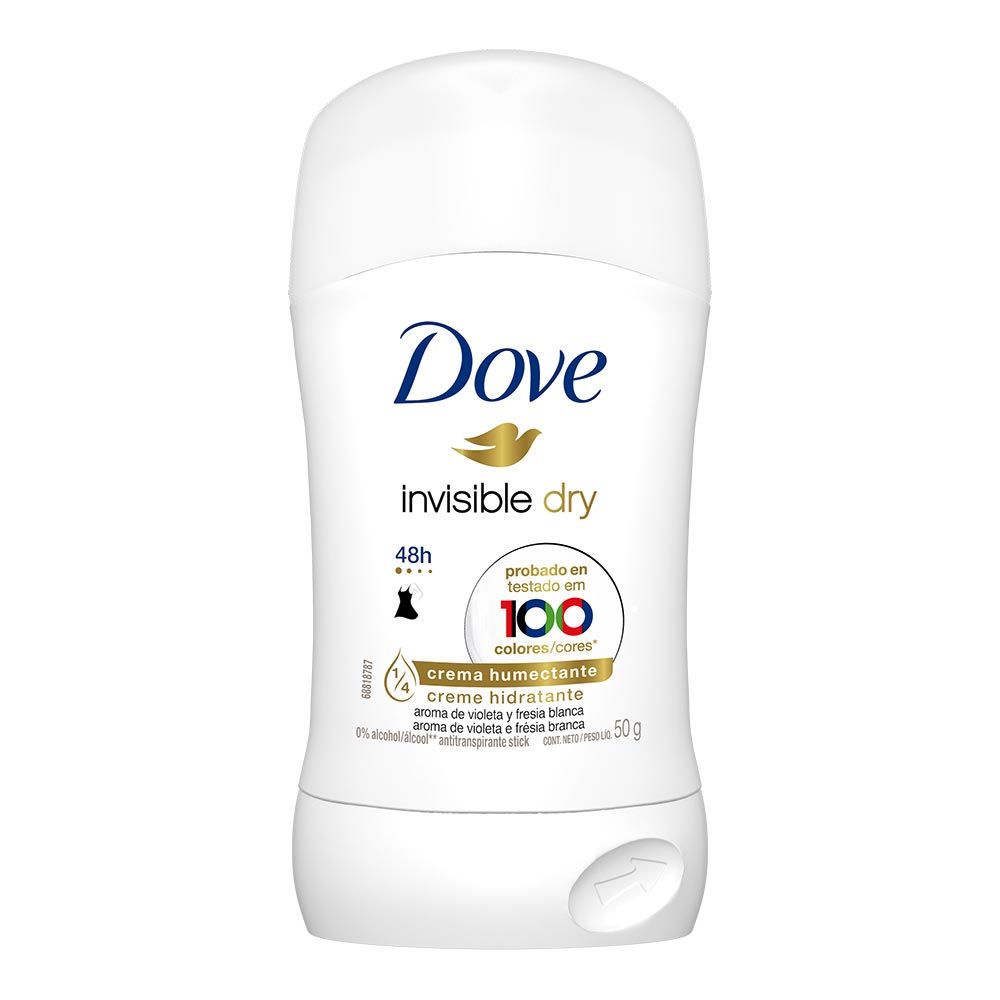 Dove
invisible dry
48h
probado en
testado em
100
colores/cores*
1/4
crema humectante
creme hidratante
aroma de violeta y fresia blanca
aroma de violeta e frésia branca
0% alcohol/álcool** antitranspirante stick CONT. NETO / PESO LÍQ. 50 g
68818787